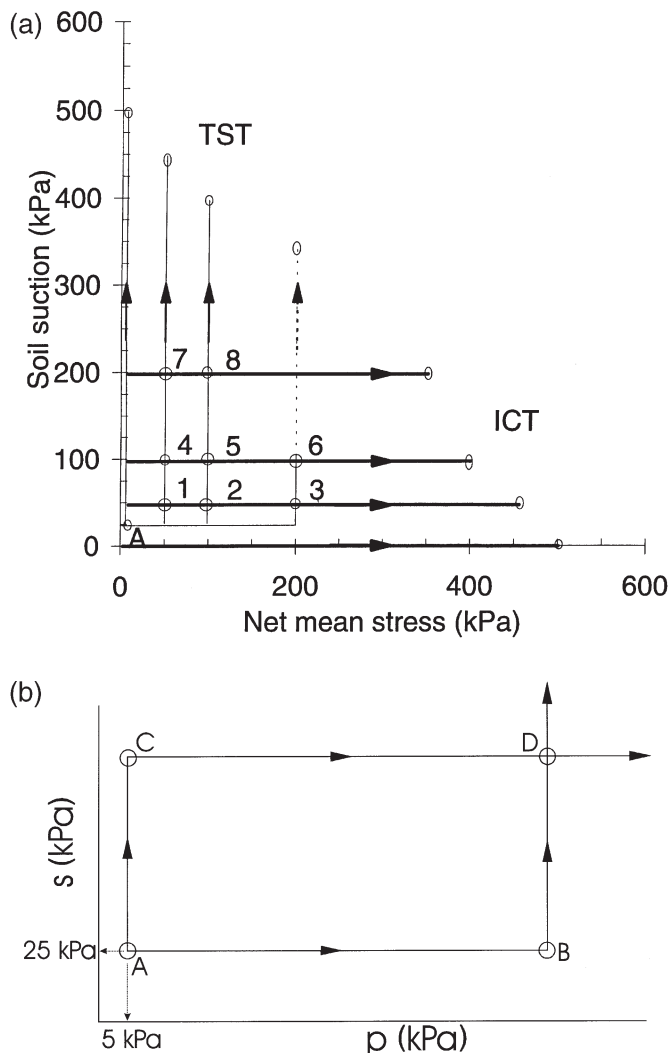 (a)
600
500
TST
400
300
Soil suction (kPa)
7 8
200
ICT
4 5 6
100
1 2 3
A
0
0 200 400 600
Net mean stress (kPa)
(b)
C D
s (kPa)
25 kPa
A B
5 kPa p (kPa)